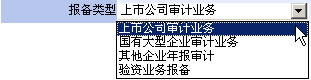 报备类型 上市公司审计业务
上市公司审计业务
国有大型企业审计业务
其他企业年报审计
验资业务报备